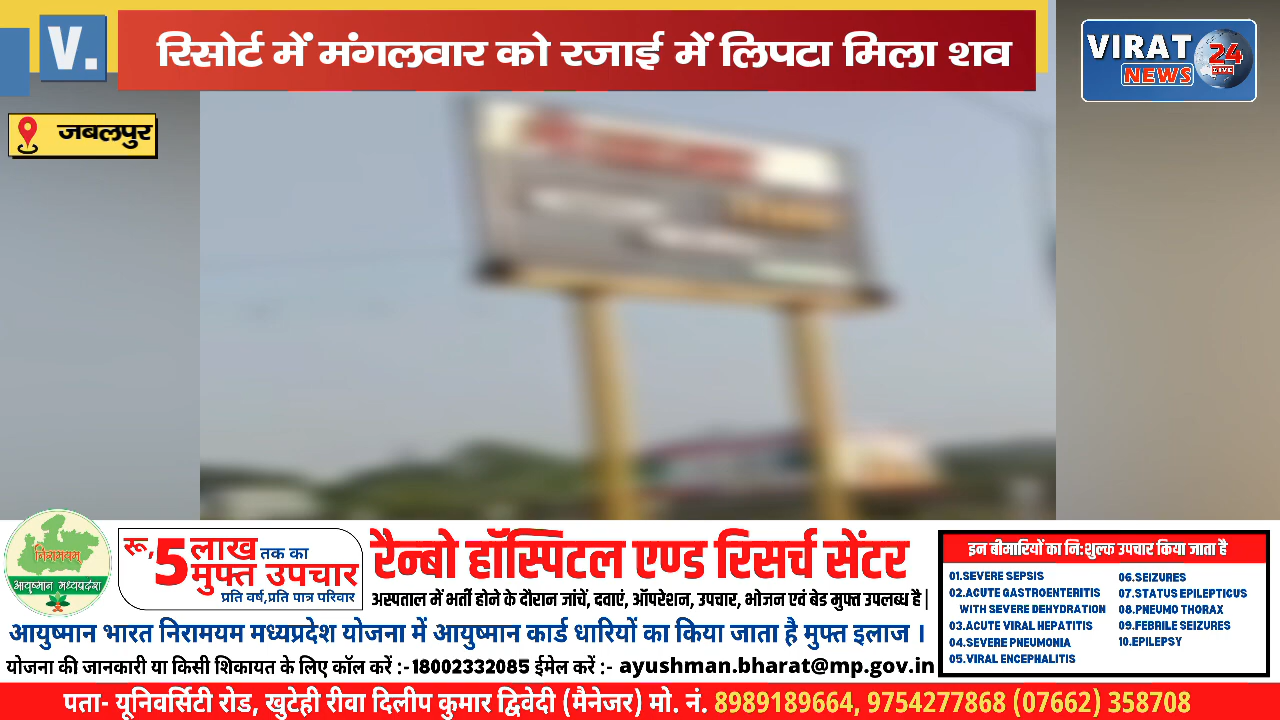 V.
रिसोर्ट में मंगलवार को रजाई में लिपटा मिला शव
VIRAT
NEWS
24
LIVE
जबलपुर
निरामयम्
आयुष्मान मध्यप्रदेश
रू,5 लाख तक का
मुफ्त उपचार
प्रति वर्ष,प्रति पात्र परिवार
रैन्बो हॉस्पिटल एण्ड रिसर्च सेंटर
अस्पताल में भर्ती होने के दौरान जांचें, दवाएं, ऑपरेशन, उपचार, भोजन एवं बेड मुफ्त उपलब्ध है |
आयुष्मान भारत निरामयम मध्यप्रदेश योजना में आयुष्मान कार्ड धारियों का किया जाता है मुफ्त इलाज ।
योजना की जानकारी या किसी शिकायत के लिए कॉल करें :-18002332085 ईमेल करें :- ayushman.bharat@mp.gov.in
इन बीमारियों का नि:शुल्क उपचार किया जाता है
01.SEVERE SEPSIS
02.ACUTE GASTROENTERITIS
WITH SEVERE DEHYDRATION
03.ACUTE VIRAL HEPATITIS
04.SEVERE PNEUMONIA
05.VIRAL ENCEPHALITIS
06.SEIZURES
07.STATUS EPILEPTICUS
08.PNEUMO THORAX
09.FEBRILE SEIZURES
10.EPILEPSY
पता- यूनिवर्सिटी रोड, खुटेही रीवा दिलीप कुमार द्विवेदी (मैनेजर) मो. नं. 8989189664, 9754277868 (07662) 358708